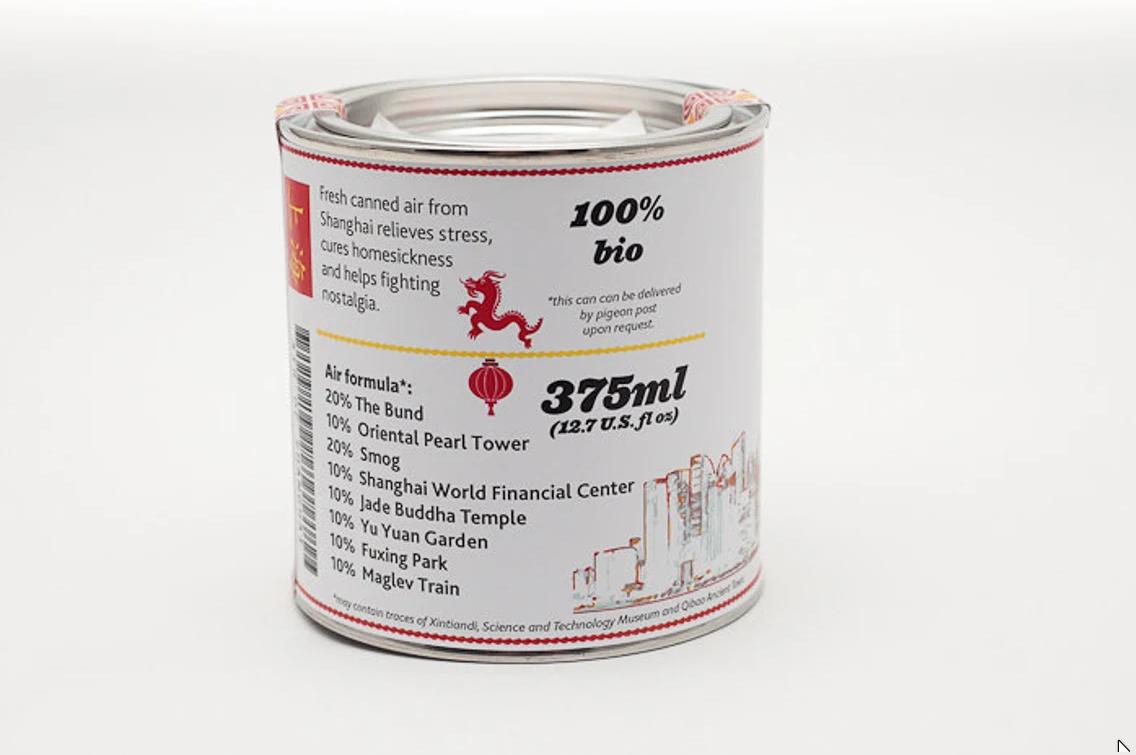 Fresh canned air from
Shanghai relieves stress,
cures homesickness
and helps fighting
nostalgia.
100%
bio
*this can can be delivered
by pigeon post
upon request.
Air formula*:
20% The Bund
10% Oriental Pearl Tower
20% Smog
10% Shanghai World Financial Center
10% Jade Buddha Temple
10% Yu Yuan Garden
10% Fuxing Park
10% Maglev Train
375ml
(12.7 U.S. fl oz)
*may contain traces of Xintiandi, Science and Technology Museum and Qibao Ancient Town.